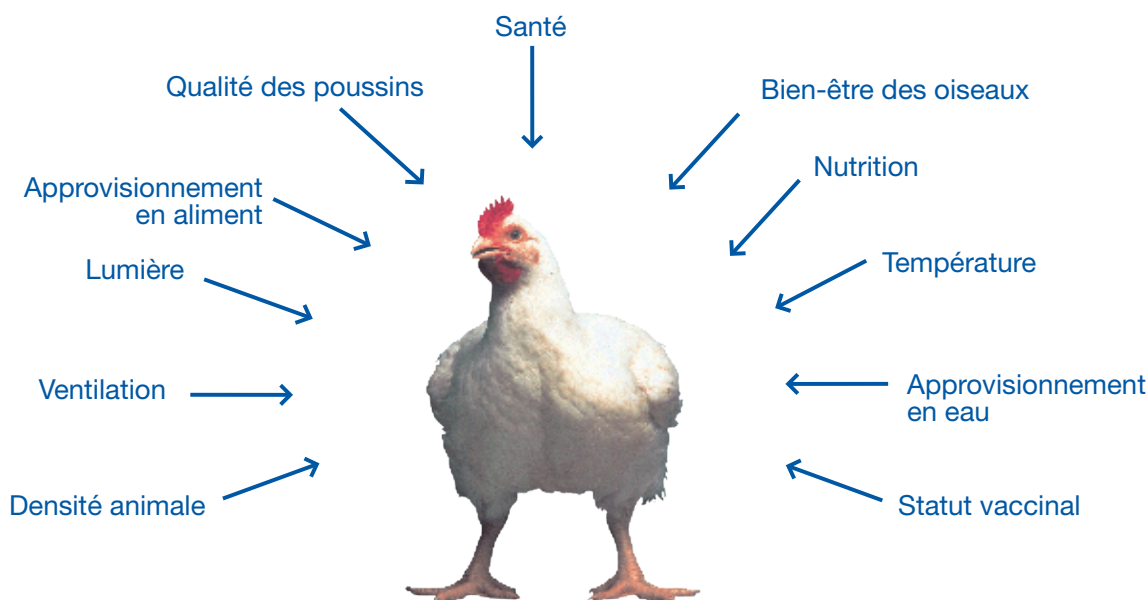 Santé
Qualité des poussins
Bien-être des oiseaux
Approvisionnement
en aliment
Nutrition
Lumière
Température
Ventilation
Approvisionnement
en eau
Densité animale
Statut vaccinal